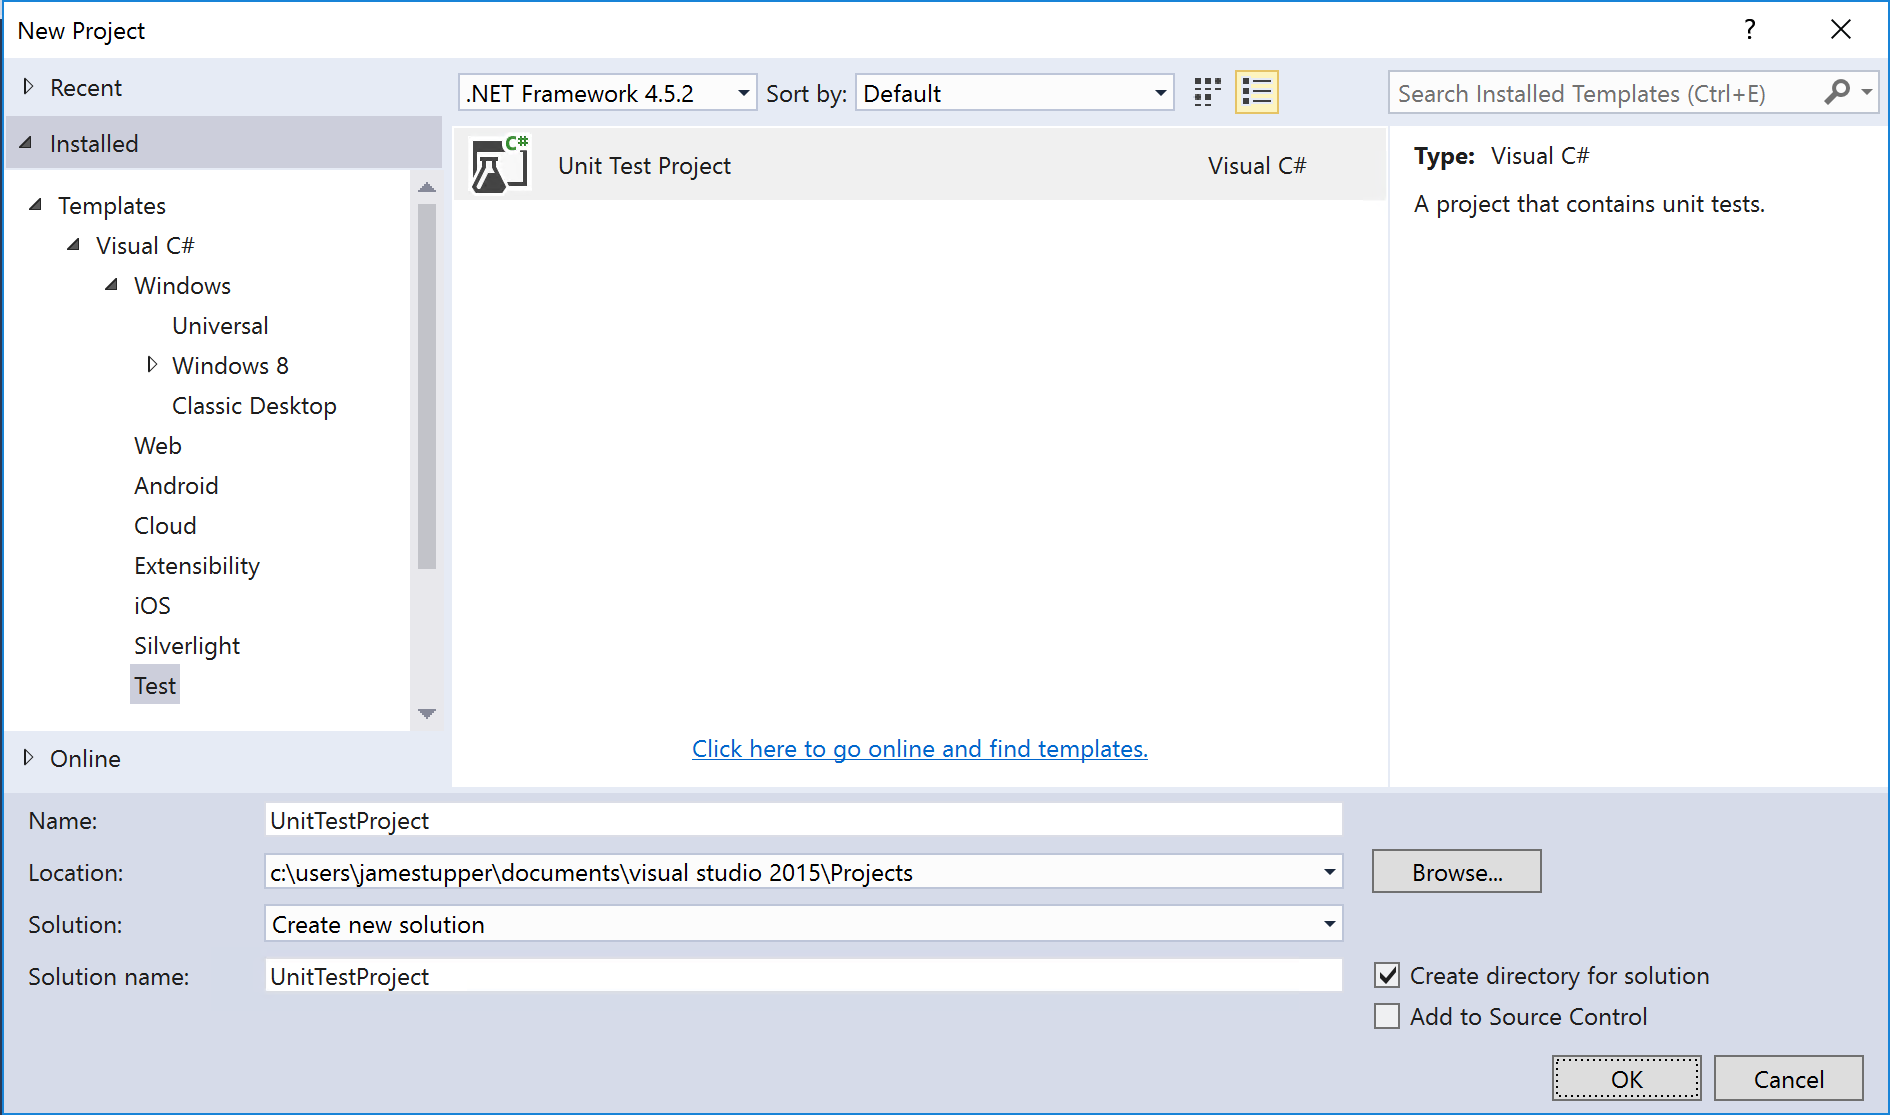 New Project
?
Recent
.NET Framework 4.5.2
Sort by:
Default
Search Installed Templates (Ctrl+E)
Installed
Templates
Visual C#
Windows
Universal
Windows 8
Classic Desktop
Web
Android
Cloud
Extensibility
iOS
Silverlight
Test
Online
C#
Unit Test Project
Visual C#
Click here to go online and find templates.
Type: Visual C#
A project that contains unit tests.
Name:
UnitTestProject
Location:
c:\users\jamestupper\documents\visual studio 2015\Projects
Browse...
Solution:
Create new solution
Solution name:
UnitTestProject
Create directory for solution
Add to Source Control
OK
Cancel